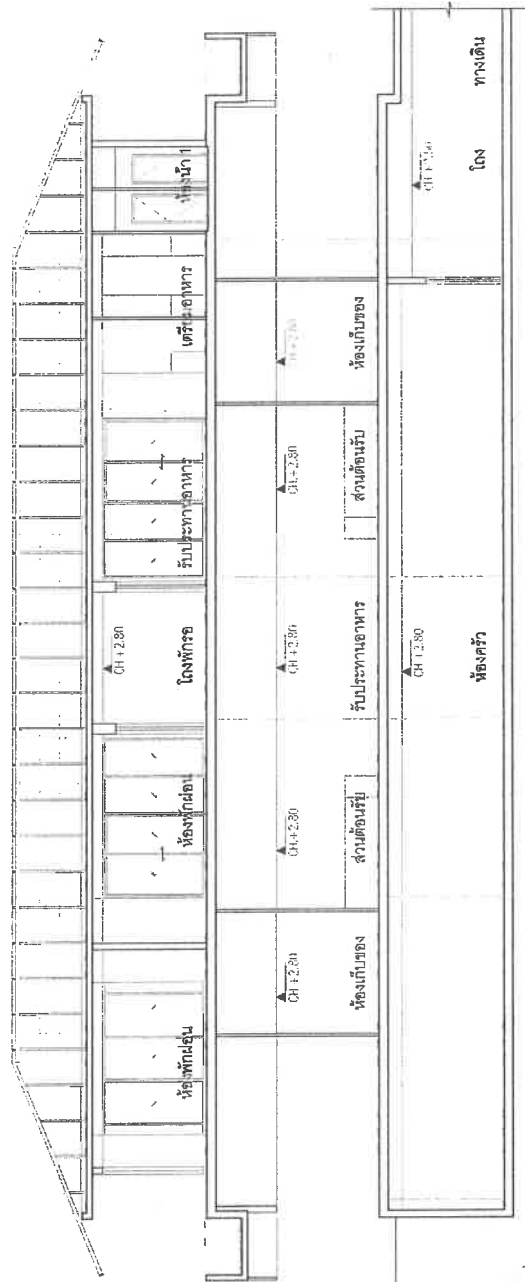 ห้องพักผ่อน
ห้องพักผ่อน
โถงพักรอ
CH +2.80
รับประทานอาหาร
เตรียมอาหาร
ห้องน้ำ 1
ห้องเก็บของ
CH.+2.80
ส่วนต้อนรับ
CH.+2.80
รับประทานอาหาร
CH.+2.80
ส่วนต้อนรับ
CH.+2.80
ห้องเก็บของ
ห้องครัว
CH.+2.80
โถง
ทางเดิน